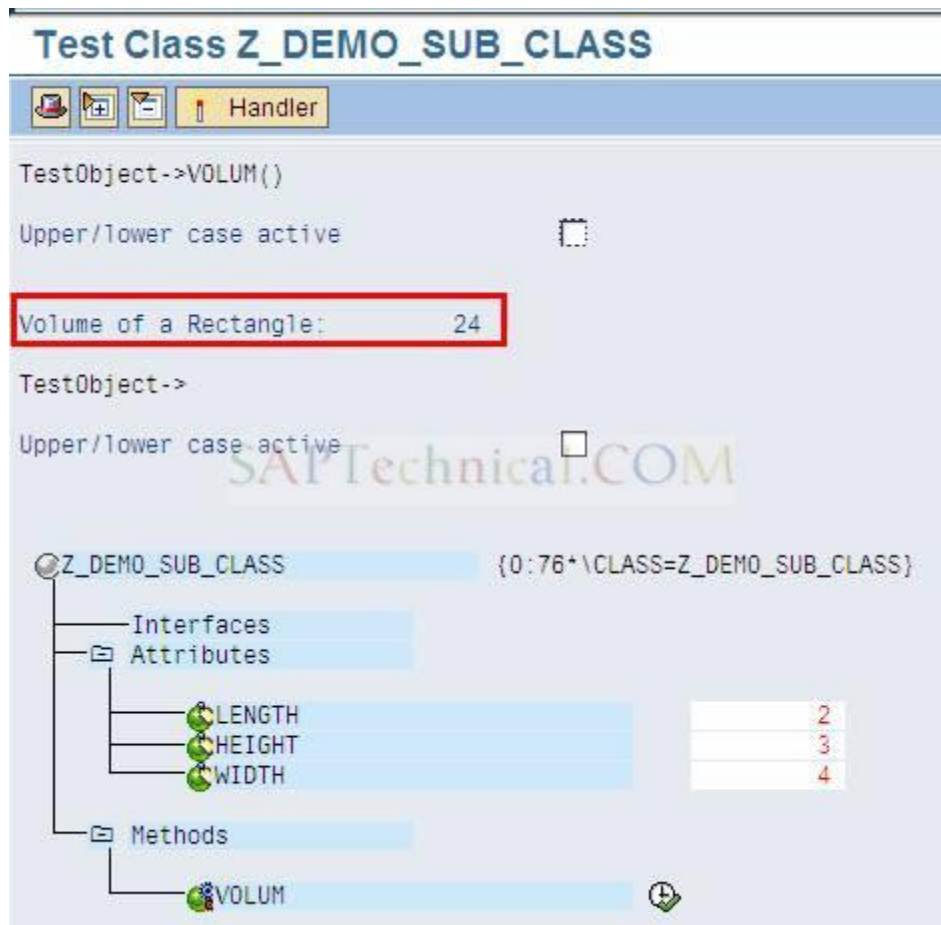 Test Class Z_DEMO_SUB_CLASS
Handler
TestObject->VOLUM()
Upper/lower case active
Volume of a Rectangle: 24
TestObject->
Upper/lower case active
SAPTechnical.COM
Z_DEMO_SUB_CLASS {O:76*\CLASS=Z_DEMO_SUB_CLASS}
Interfaces
Attributes
LENGTH 2
HEIGHT 3
WIDTH 4
Methods
VOLUM